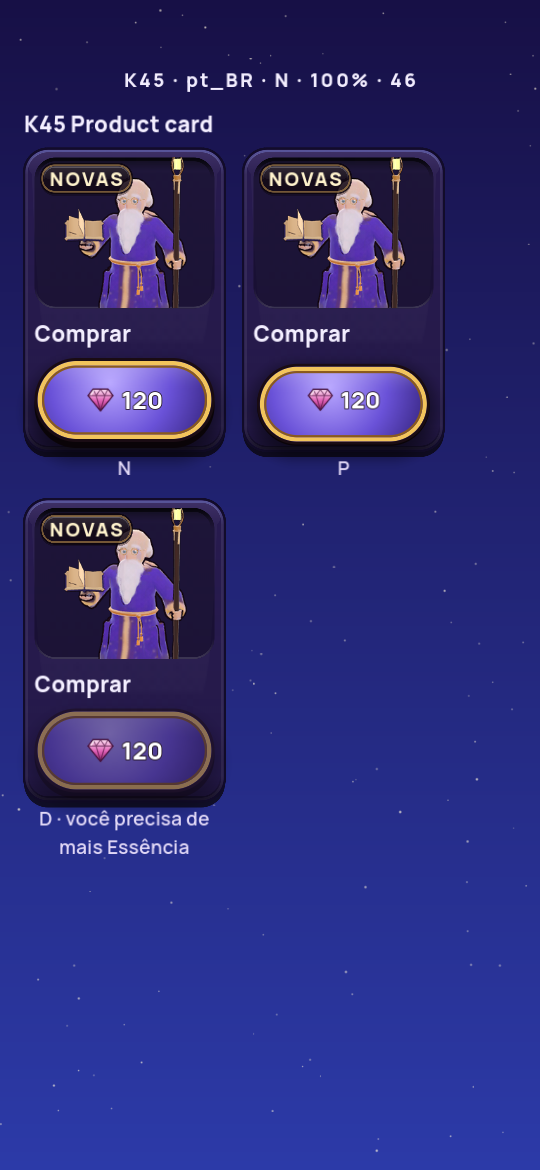 K45 · pt_BR · N · 100% · 46
K45 Product card
NOVAS
NOVAS
Comprar
Comprar
120
120
N
P
NOVAS
Comprar
120
D · você precisa de
mais Essência